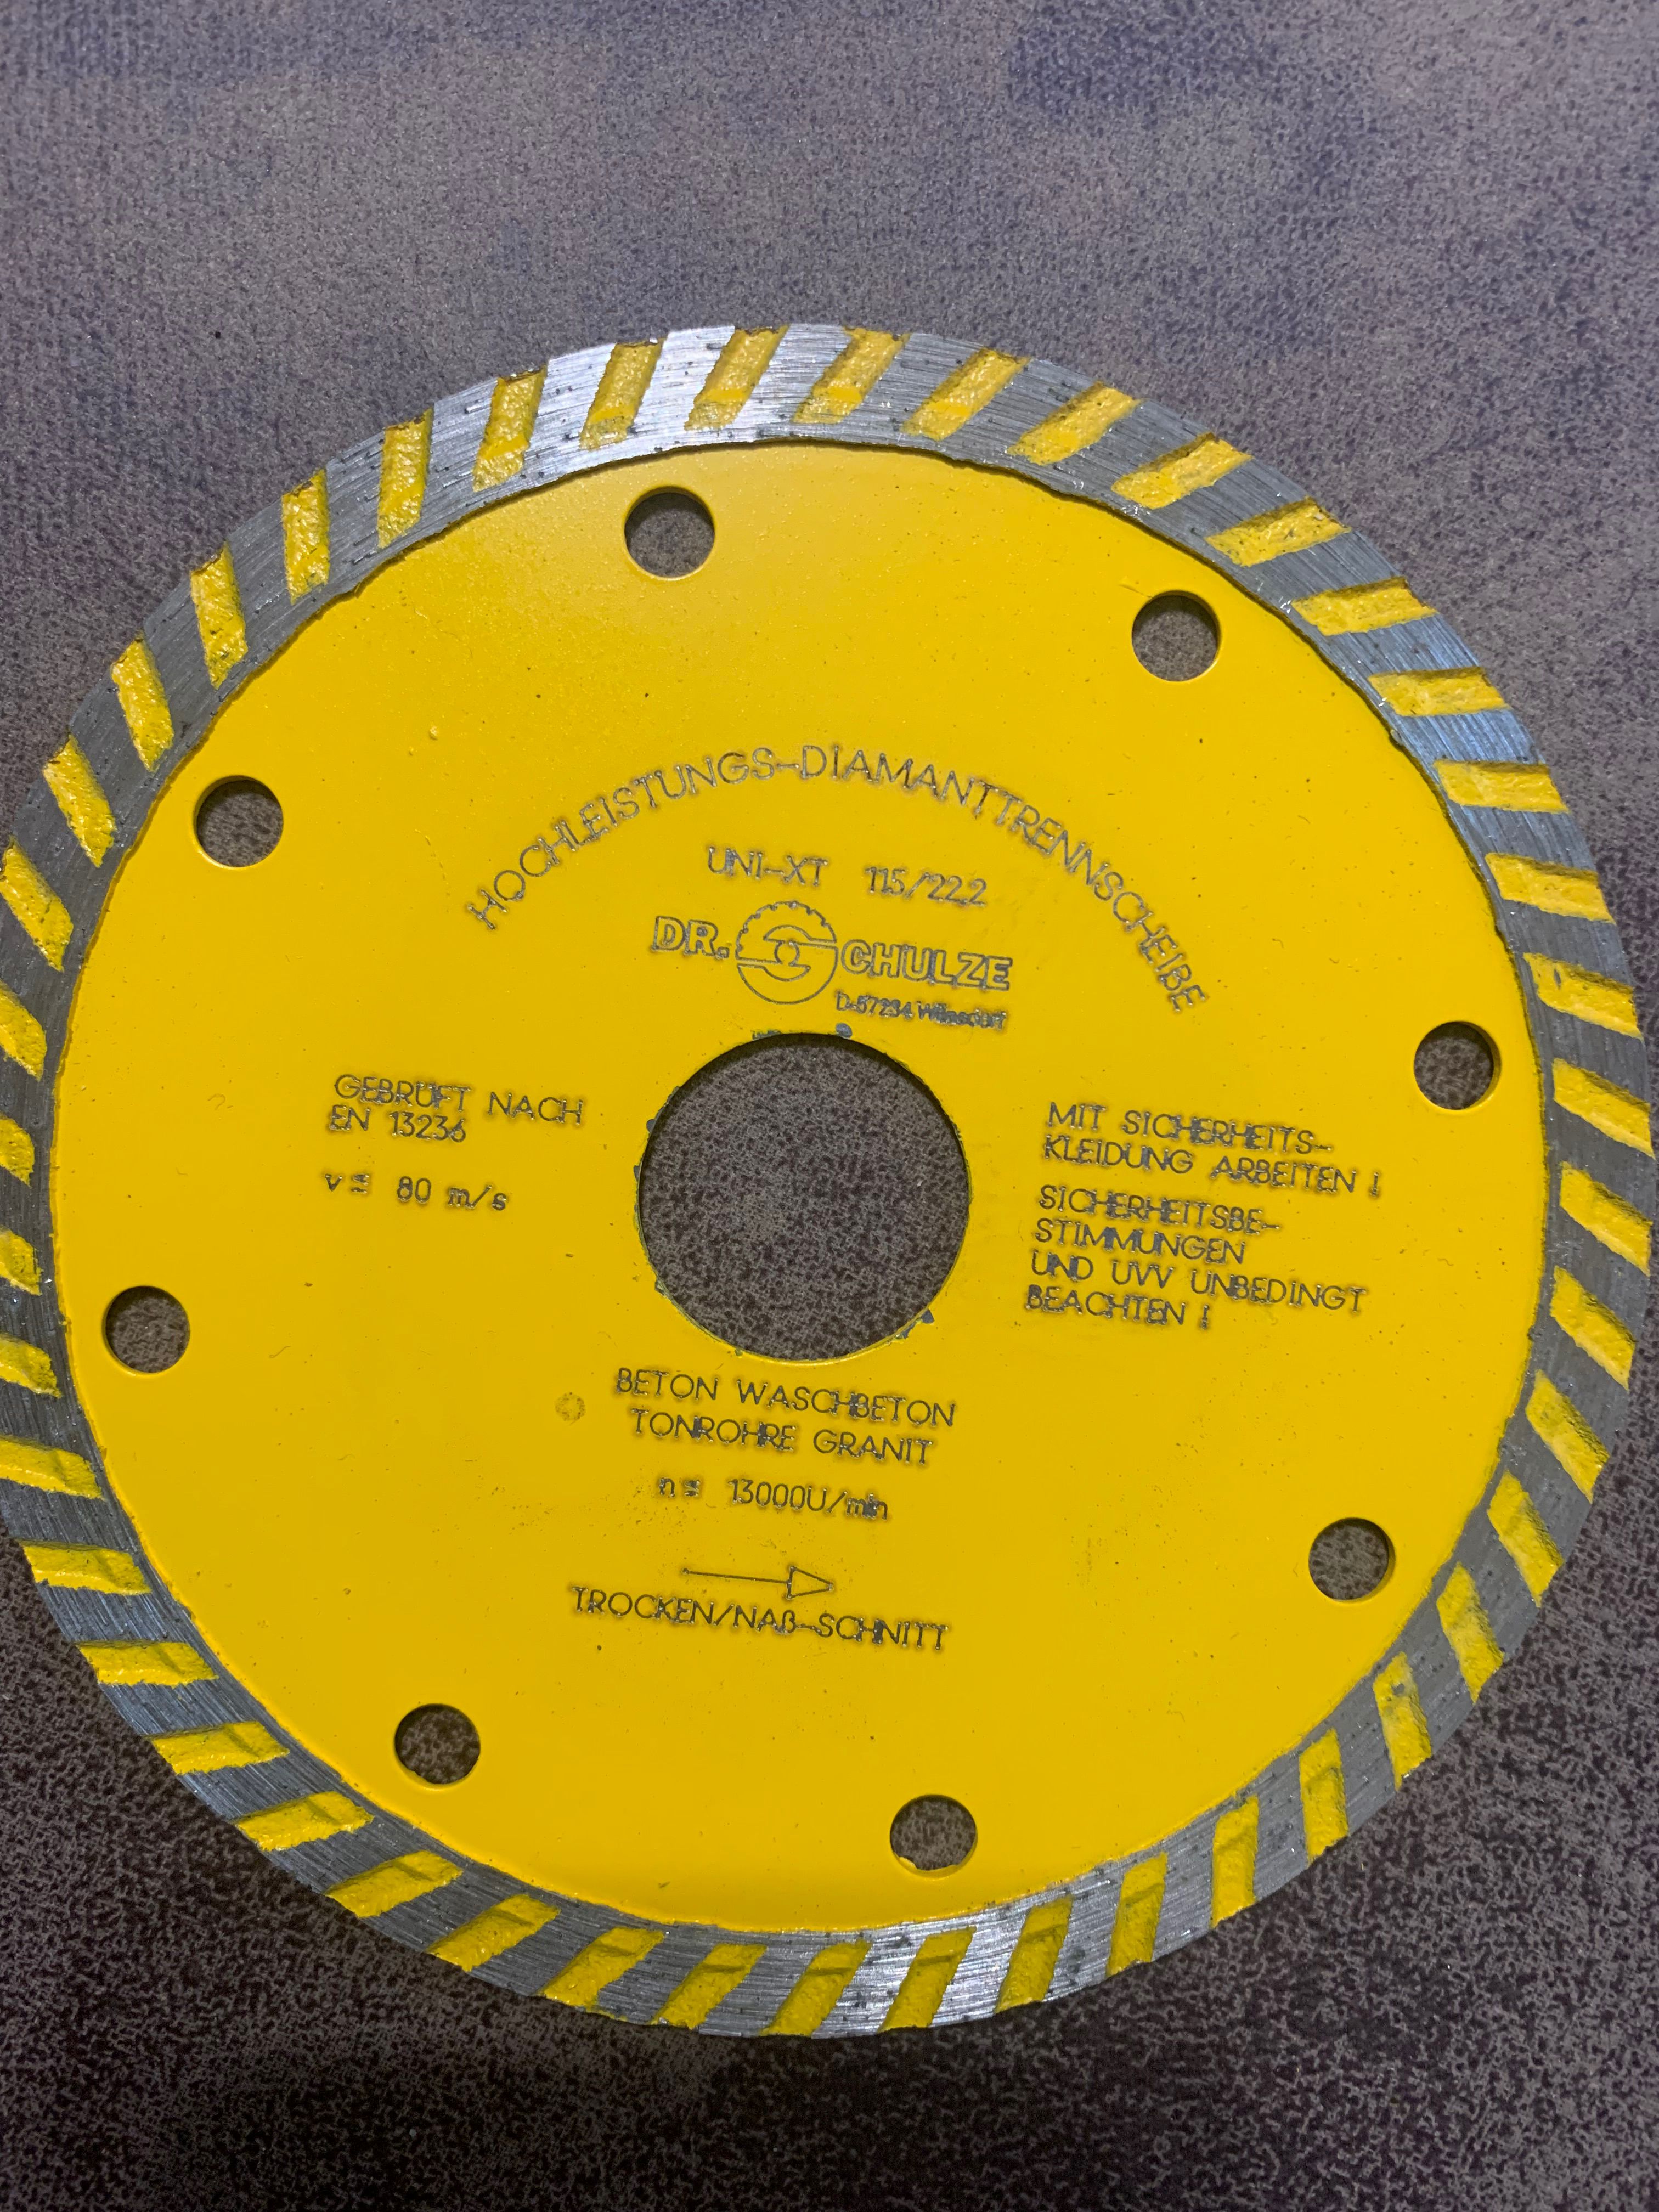 HOCHLEISTUNGS-DIAMANTTRENNSCHEIBE
UNI-XT 115/22,2
DR. SCHULZE
D-57234 Wilnsdorf
GEBRÜFT NACH
EN 13236
v = 80 m/s
MIT SICHERHEITS-
KLEIDUNG ARBEITEN !
SICHERHEITSBE-
STIMMUNGEN
UND UVV UNBEDINGT
BEACHTEN !
BETON WASCHBETON
TONROHRE GRANIT
n = 13000U/min
TROCKEN/NAß-SCHNITT